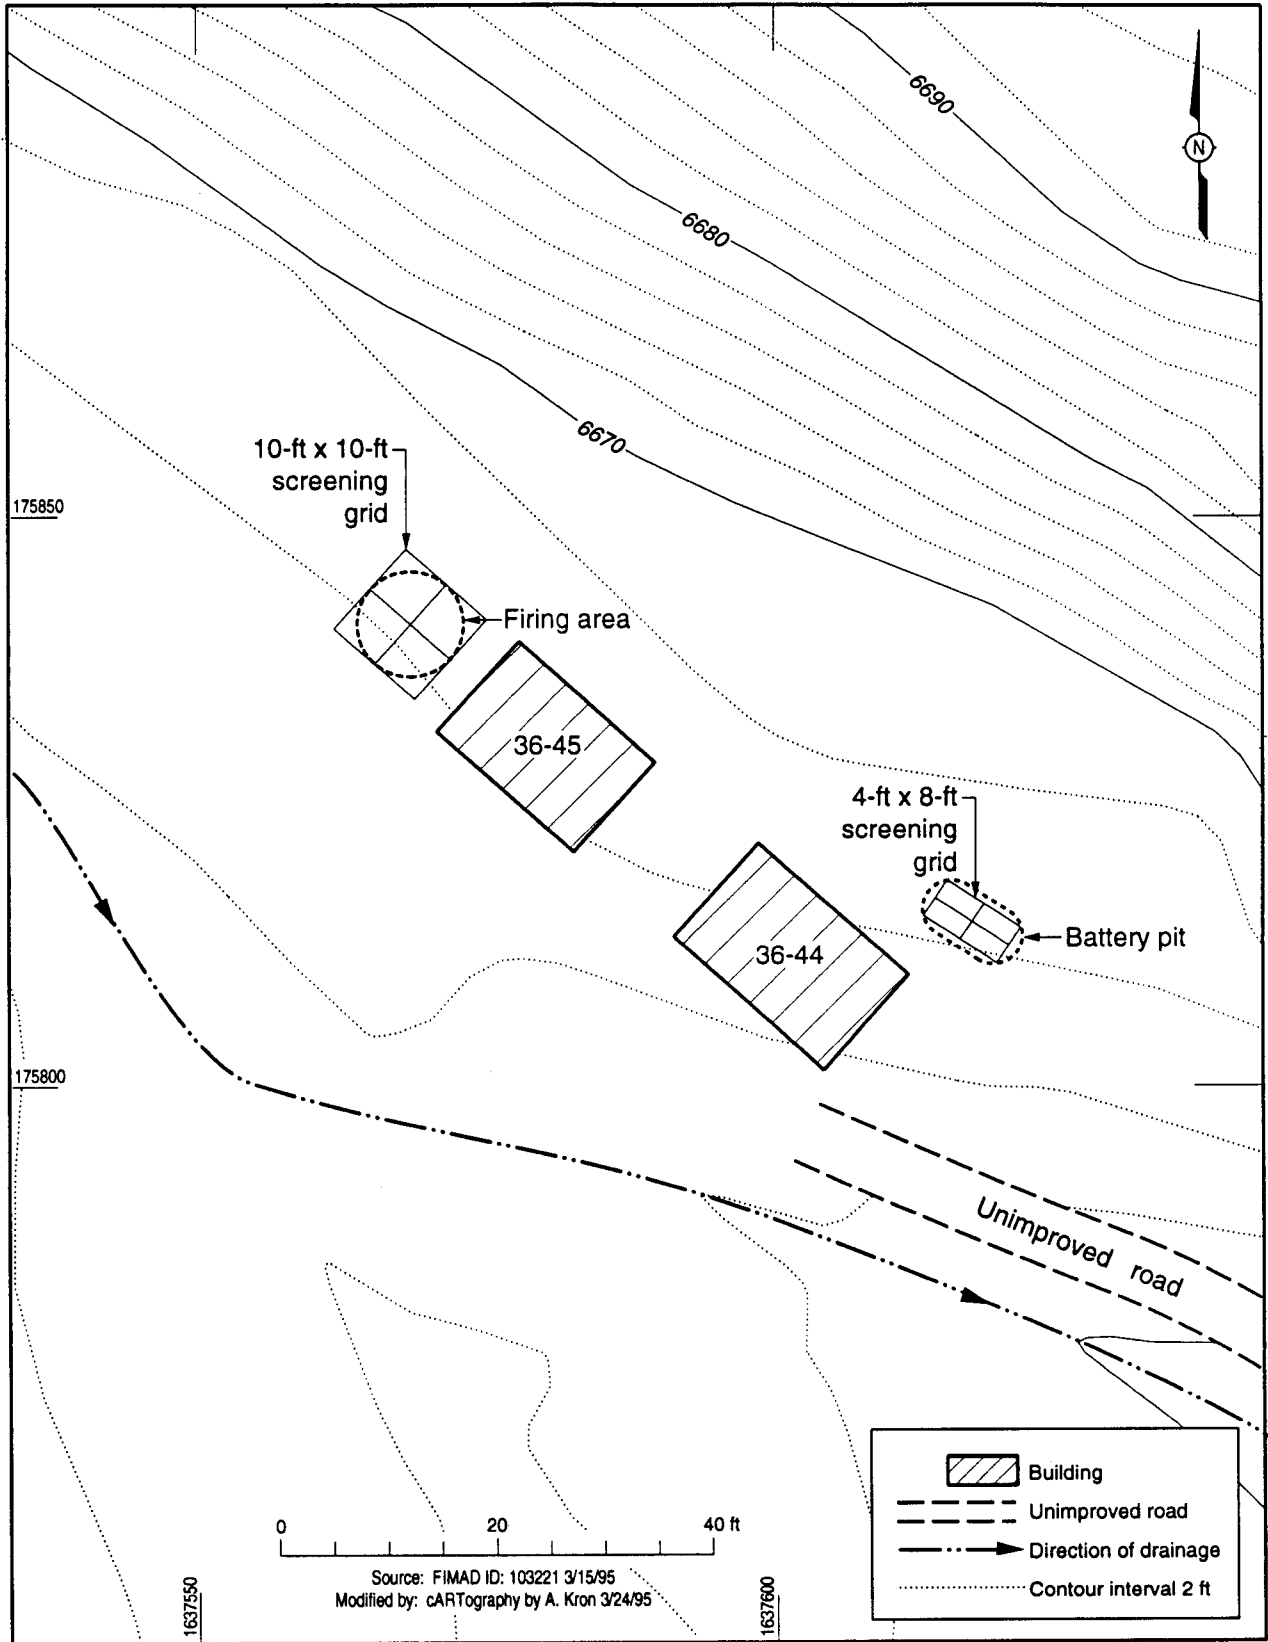 6690
N
6680
6670
10-ft x 10-ft
screening
grid
175850
Firing area
36-45
4-ft x 8-ft
screening
grid
36-44
Battery pit
175800
Unimproved road
0 20 40 ft
Source: FIMAD ID: 103221 3/15/95
Modified by: cARTography by A. Kron 3/24/95
1637550
1637600
Building
Unimproved road
Direction of drainage
Contour interval 2 ft